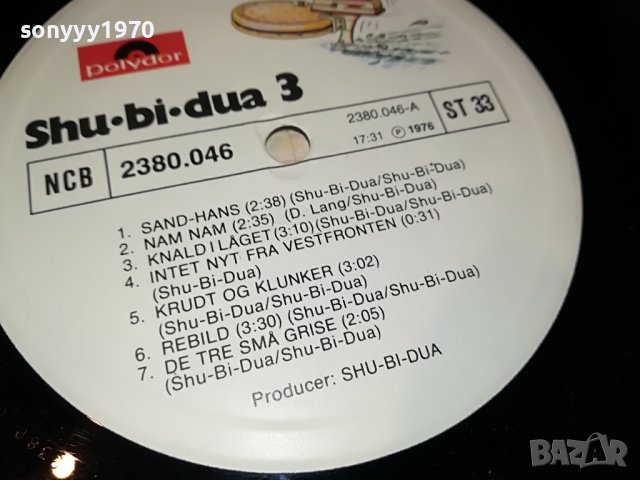 sonyyy1970
polydor
Shu•bi•dua 3
NCB
2380.046
2380.046-A
17:31 Ⓟ 1976
ST 33
1. SAND-HANS (2:38) (Shu-Bi-Dua/Shu-Bi-Dua)
2. NAM NAM (2:35) (D. Lang/Shu-Bi-Dua)
3. KNALD I LÅGET (3:10) (Shu-Bi-Dua/Shu-Bi-Dua)
4. INTET NYT FRA VESTFRONTEN (0:31)
(Shu-Bi-Dua)
5. KRUDT OG KLUNKER (3:02)
(Shu-Bi-Dua/Shu-Bi-Dua)
6. REBILD (3:30) (Shu-Bi-Dua/Shu-Bi-Dua)
7. DE TRE SMÅ GRISE (2:05)
(Shu-Bi-Dua/Shu-Bi-Dua)
Producer: SHU-BI-DUA
BAZAR